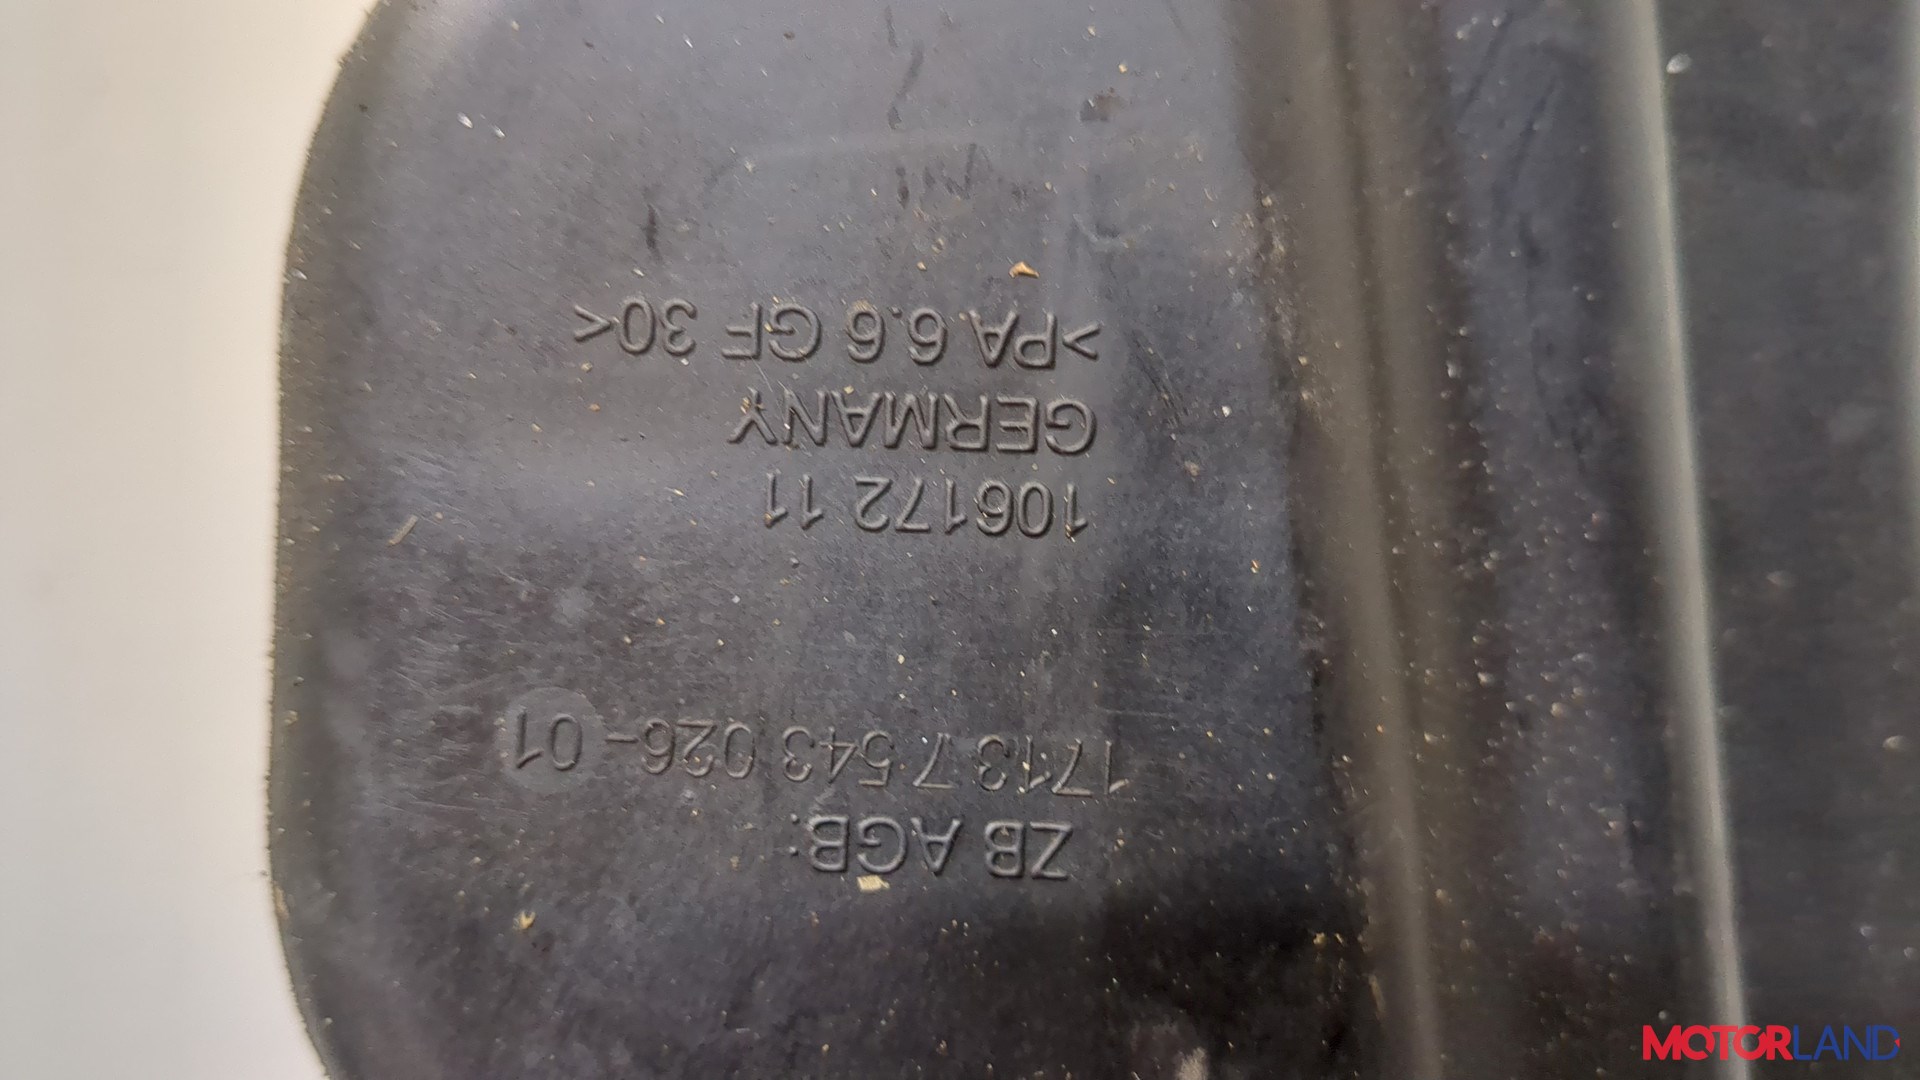 ZB AGB:
1713 7 543 026-01
106172 11
GERMANY
>PA 6.6 GF 30<
MOTORLAND